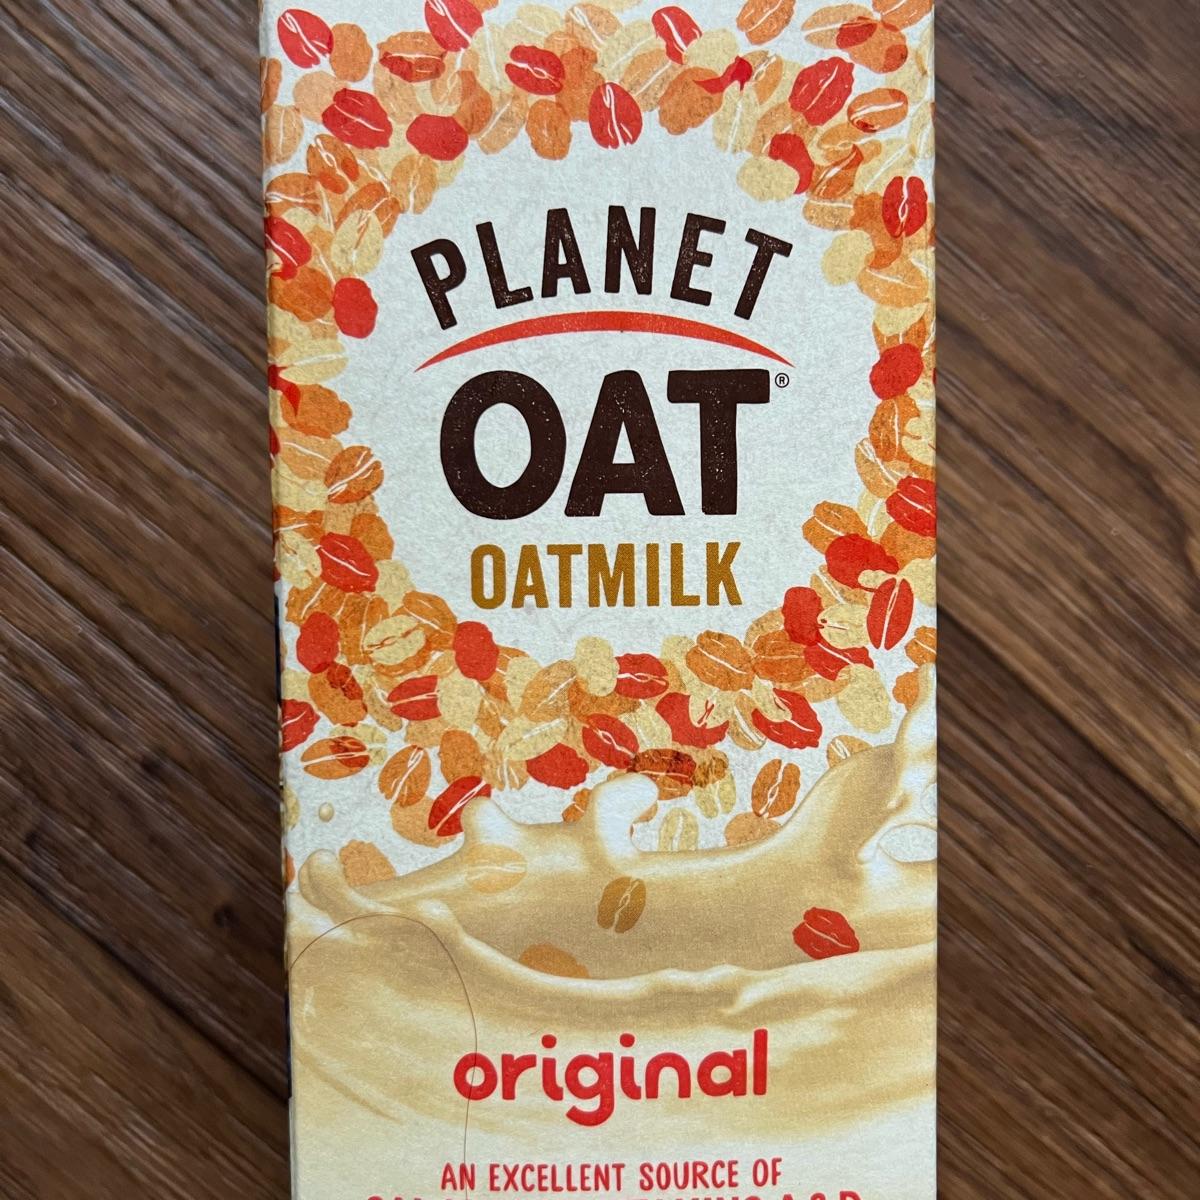 PLANET
OAT®
OATMILK
original
AN EXCELLENT SOURCE OF